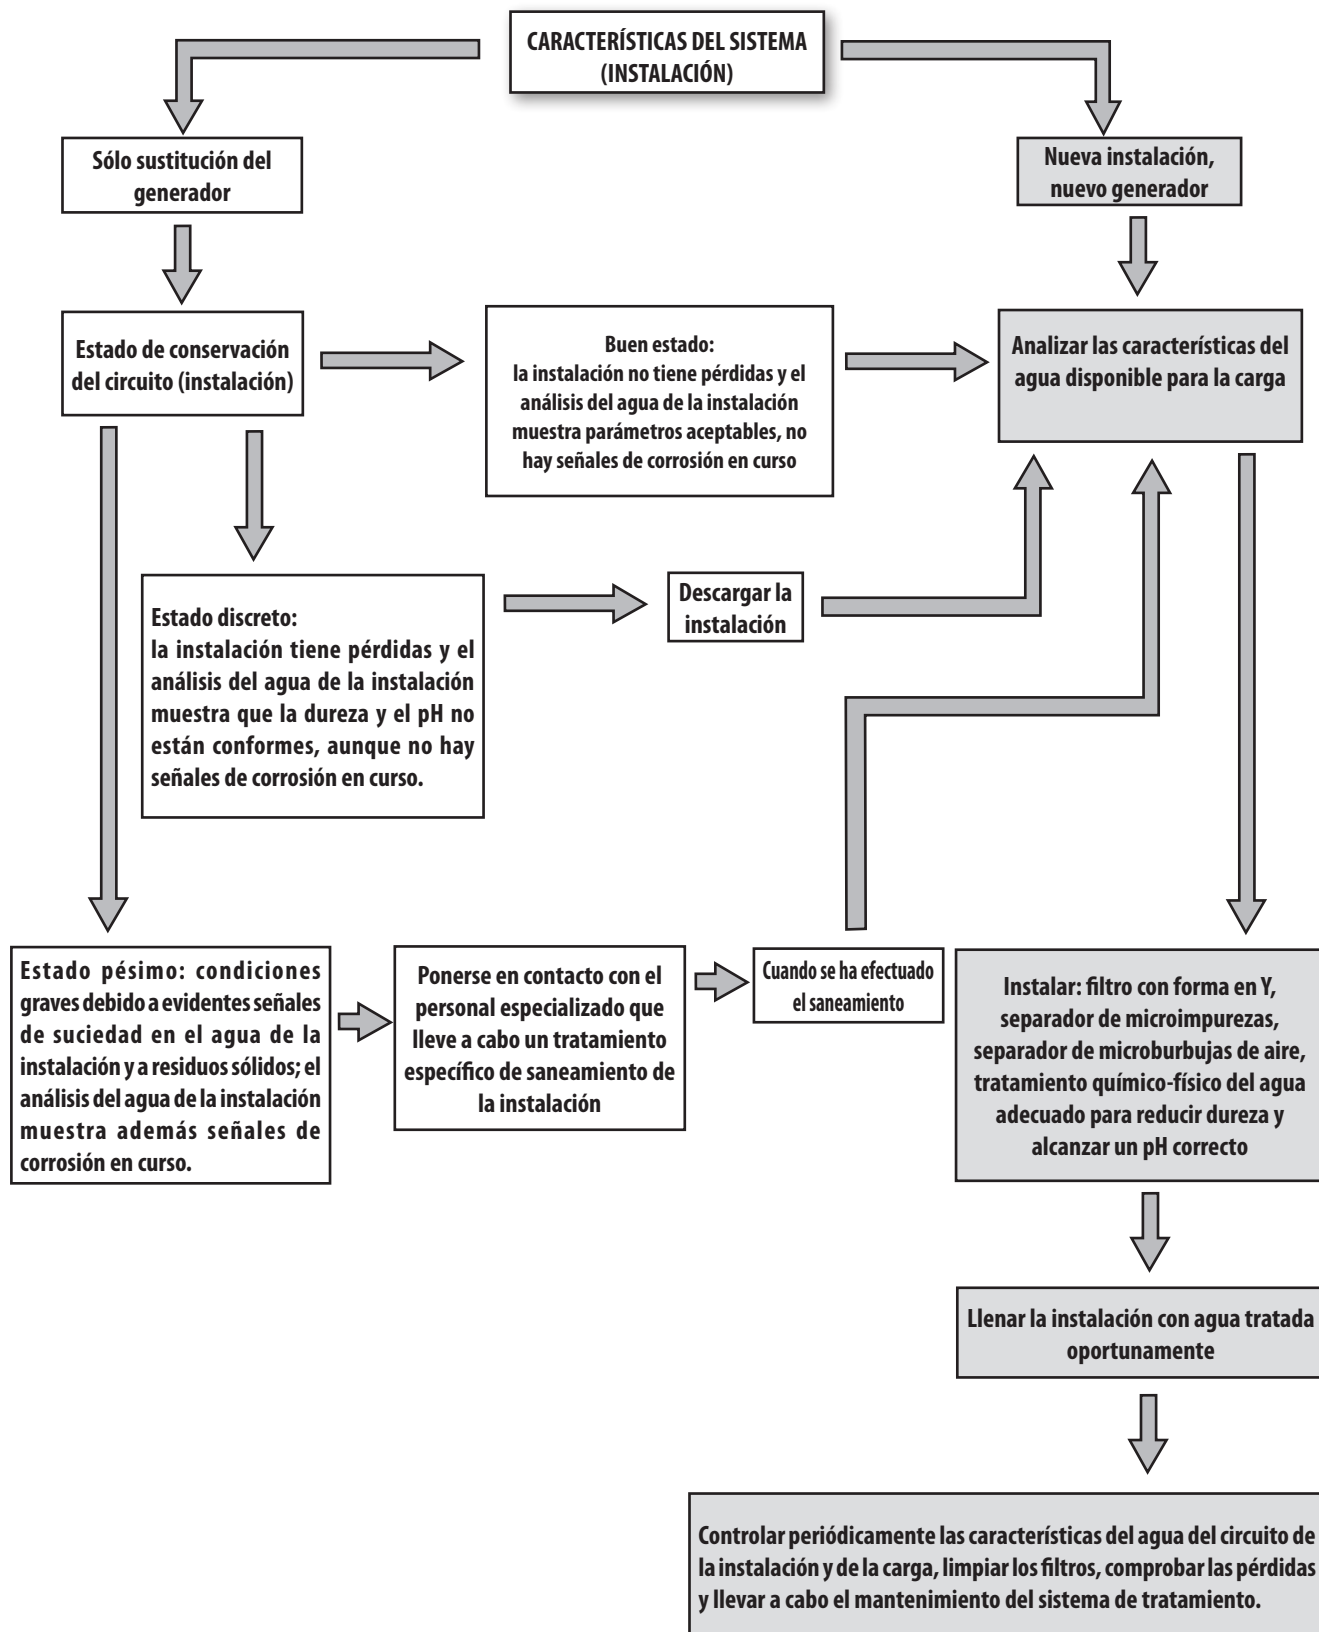 CARACTERÍSTICAS DEL SISTEMA
(INSTALACIÓN)
Sólo sustitución del
generador
Nueva instalación,
nuevo generador
Estado de conservación
del circuito (instalación)
Buen estado:
la instalación no tiene pérdidas y el
análisis del agua de la instalación
muestra parámetros aceptables, no
hay señales de corrosión en curso
Analizar las características del
agua disponible para la carga
Estado discreto:
la instalación tiene pérdidas y el
análisis del agua de la instalación
muestra que la dureza y el pH no
están conformes, aunque no hay
señales de corrosión en curso.
Descargar la
instalación
Estado pésimo: condiciones
graves debido a evidentes señales
de suciedad en el agua de la
instalación y a residuos sólidos; el
análisis del agua de la instalación
muestra además señales de
corrosión en curso.
Ponerse en contacto con el
personal especializado que
lleve a cabo un tratamiento
específico de saneamiento de
la instalación
Cuando se ha efectuado
el saneamiento
Instalar: filtro con forma en Y,
separador de microimpurezas,
separador de microburbujas de aire,
tratamiento químico-físico del agua
adecuado para reducir dureza y
alcanzar un pH correcto
Llenar la instalación con agua tratada
oportunamente
Controlar periódicamente las características del agua del circuito de
la instalación y de la carga, limpiar los filtros, comprobar las pérdidas
y llevar a cabo el mantenimiento del sistema de tratamiento.